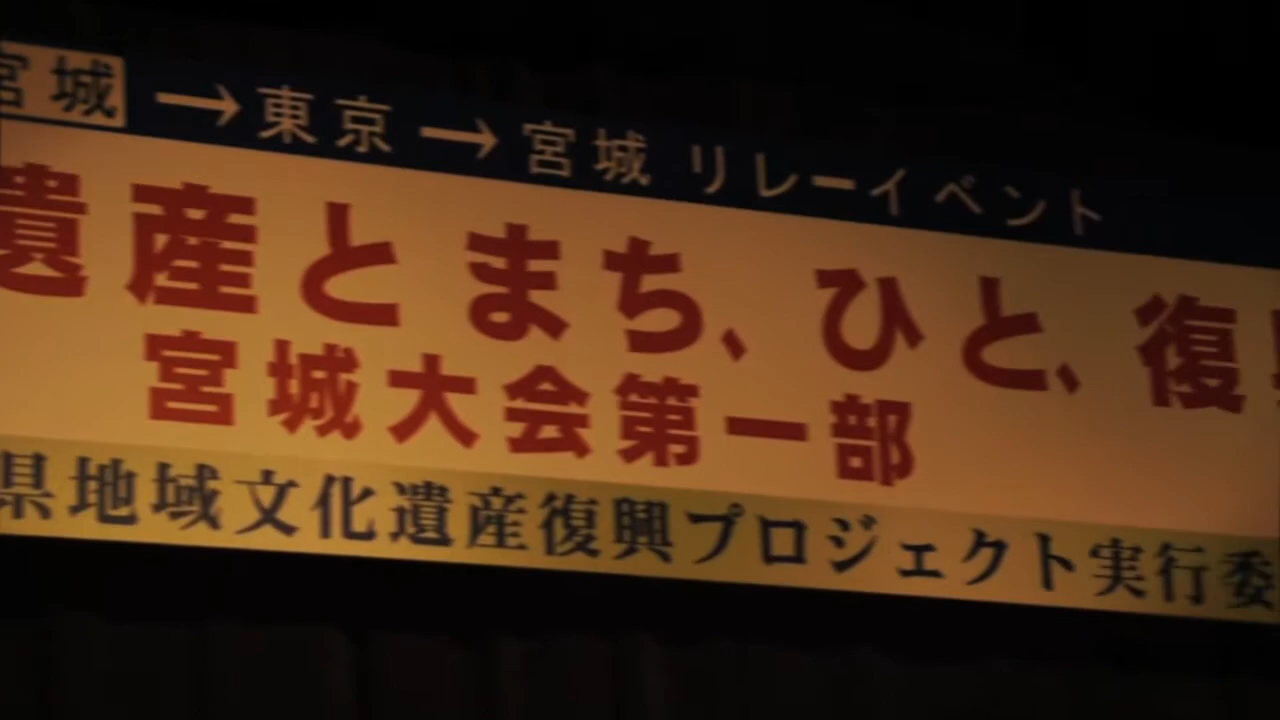 宮城→東京→宮城 リレーイベント
遺産とまち、ひと、復
宮城大会第一部
県地域文化遺産復興プロジェクト実行委